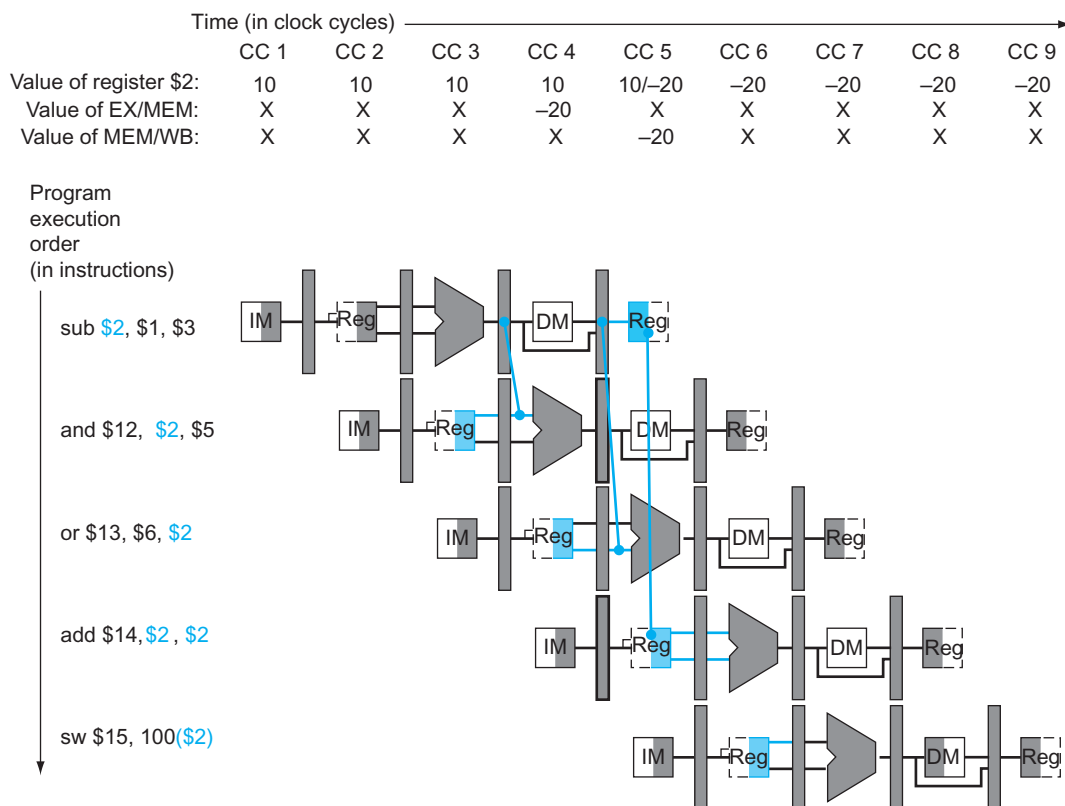 Time (in clock cycles)
CC 1 CC 2 CC 3 CC 4 CC 5 CC 6 CC 7 CC 8 CC 9
Value of register $2: 10 10 10 10 10/–20 –20 –20 –20 –20
Value of EX/MEM: X X X –20 X X X X X
Value of MEM/WB: X X X X –20 X X X X
Program
execution
order
(in instructions)
sub $2, $1, $3 IM Reg DM Reg
and $12, $2, $5 IM Reg DM Reg
or $13, $6, $2 IM Reg DM Reg
add $14, $2 , $2 IM Reg DM Reg
sw $15, 100($2) IM Reg DM Reg